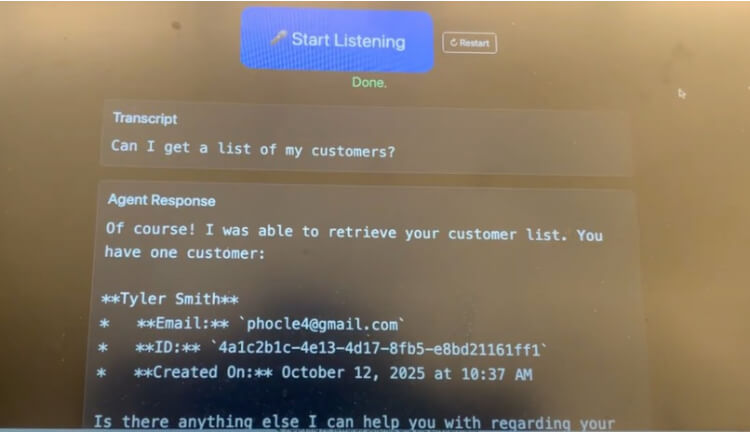 Start Listening
Restart
Done.
Transcript
Can I get a list of my customers?
Agent Response
Of course! I was able to retrieve your customer list. You
have one customer:
**Tyler Smith**
* **Email:** `phocle4@gmail.com`
* **ID:** `4a1c2b1c-4e13-4d17-8fb5-e8bd21161ff1`
* **Created On:** October 12, 2025 at 10:37 AM
Is there anything else I can help you with regarding your